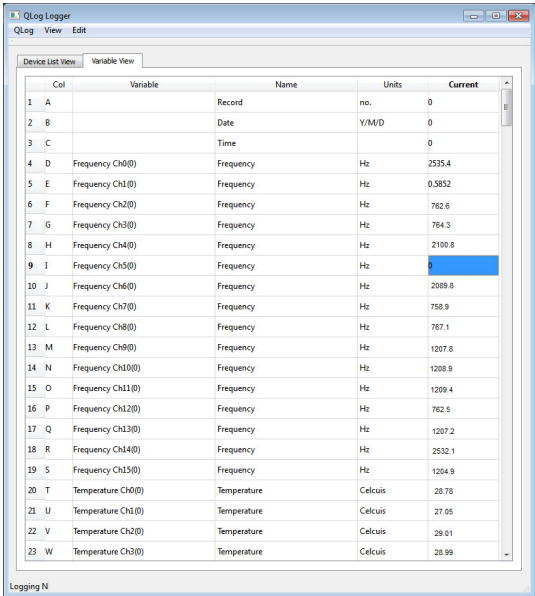 QLog Logger
QLog View Edit
Device List View Variable View
Col Variable Name Units Current
1 A Record no. 0
2 B Date Y/M/D 0
3 C Time 0
4 D Frequency Ch0(0) Frequency Hz 2535.4
5 E Frequency Ch1(0) Frequency Hz 0.5852
6 F Frequency Ch2(0) Frequency Hz 762.6
7 G Frequency Ch3(0) Frequency Hz 764.3
8 H Frequency Ch4(0) Frequency Hz 2100.8
9 I Frequency Ch5(0) Frequency Hz 0
10 J Frequency Ch6(0) Frequency Hz 2089.8
11 K Frequency Ch7(0) Frequency Hz 758.9
12 L Frequency Ch8(0) Frequency Hz 767.1
13 M Frequency Ch9(0) Frequency Hz 1207.8
14 N Frequency Ch10(0) Frequency Hz 1208.9
15 O Frequency Ch11(0) Frequency Hz 1209.4
16 P Frequency Ch12(0) Frequency Hz 762.5
17 Q Frequency Ch13(0) Frequency Hz 1207.2
18 R Frequency Ch14(0) Frequency Hz 2532.1
19 S Frequency Ch15(0) Frequency Hz 1204.9
20 T Temperature Ch0(0) Temperature Celcuis 28.78
21 U Temperature Ch1(0) Temperature Celcuis 27.05
22 V Temperature Ch2(0) Temperature Celcuis 29.01
23 W Temperature Ch3(0) Temperature Celcuis 28.99
Logging N